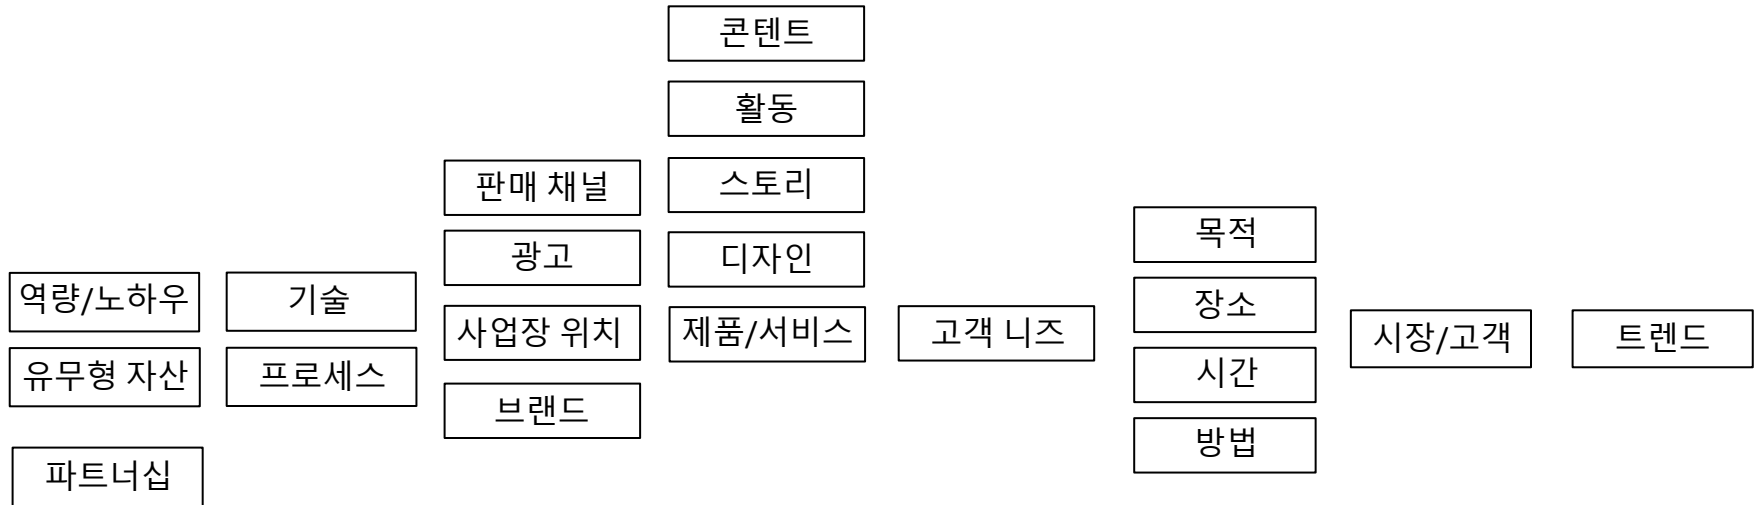 콘텐트
활동
스토리
디자인
제품/서비스
판매 채널
광고
사업장 위치
브랜드
역량/노하우
유무형 자산
파트너십
기술
프로세스
고객 니즈
목적
장소
시간
방법
시장/고객
트렌드